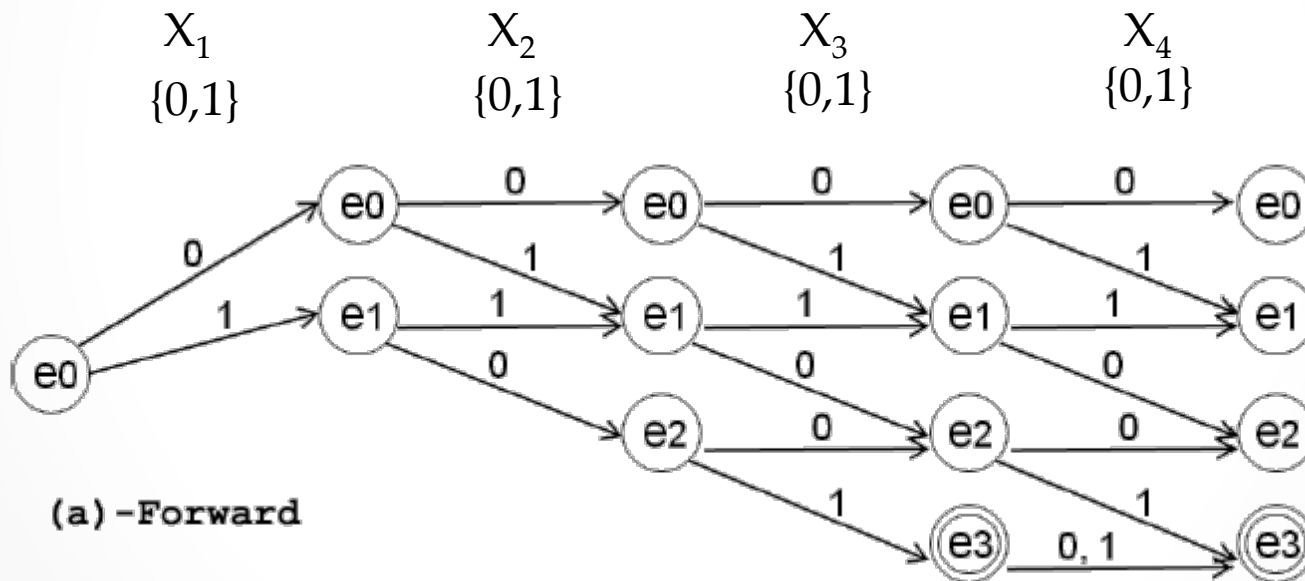 X₁ X₂ X₃ X₄
{0,1} {0,1} {0,1} {0,1}
0 0 0
e0 e0 e0 e0
0 1 1 1
1 1 1 1
e1 e1 e1 e1
e0
0 0 0
0 0
e2 e2 e2
1 1
(a)-Forward
e3 0, 1 e3